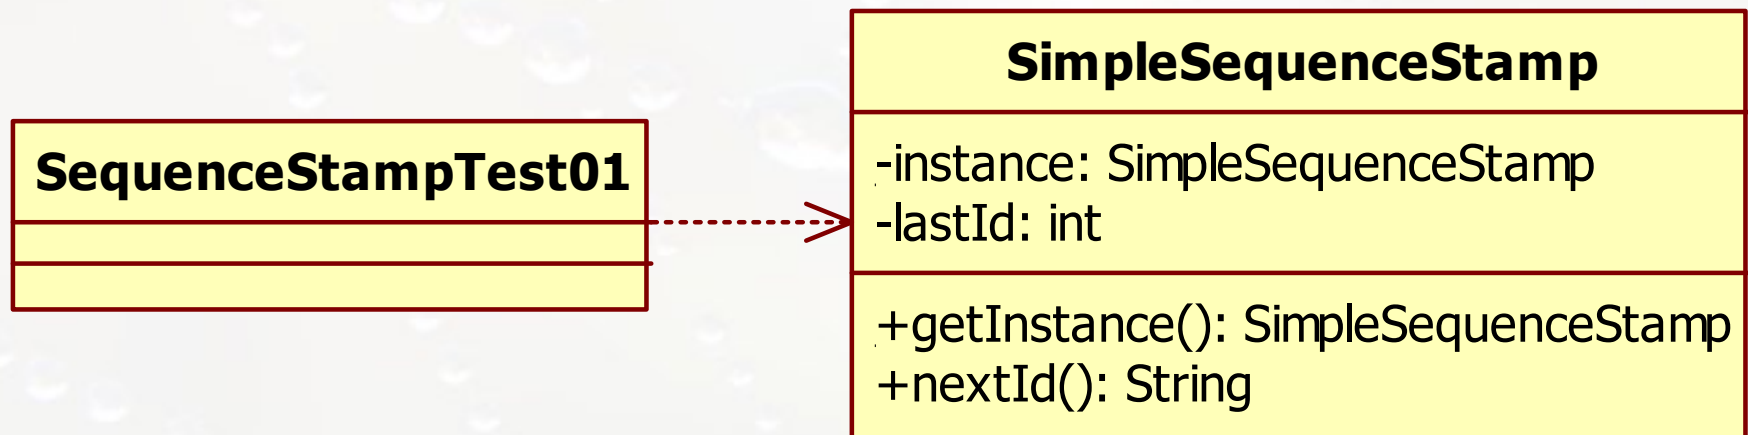 SequenceStampTest01
SimpleSequenceStamp
-instance: SimpleSequenceStamp
-lastId: int
+getInstance(): SimpleSequenceStamp
+nextId(): String